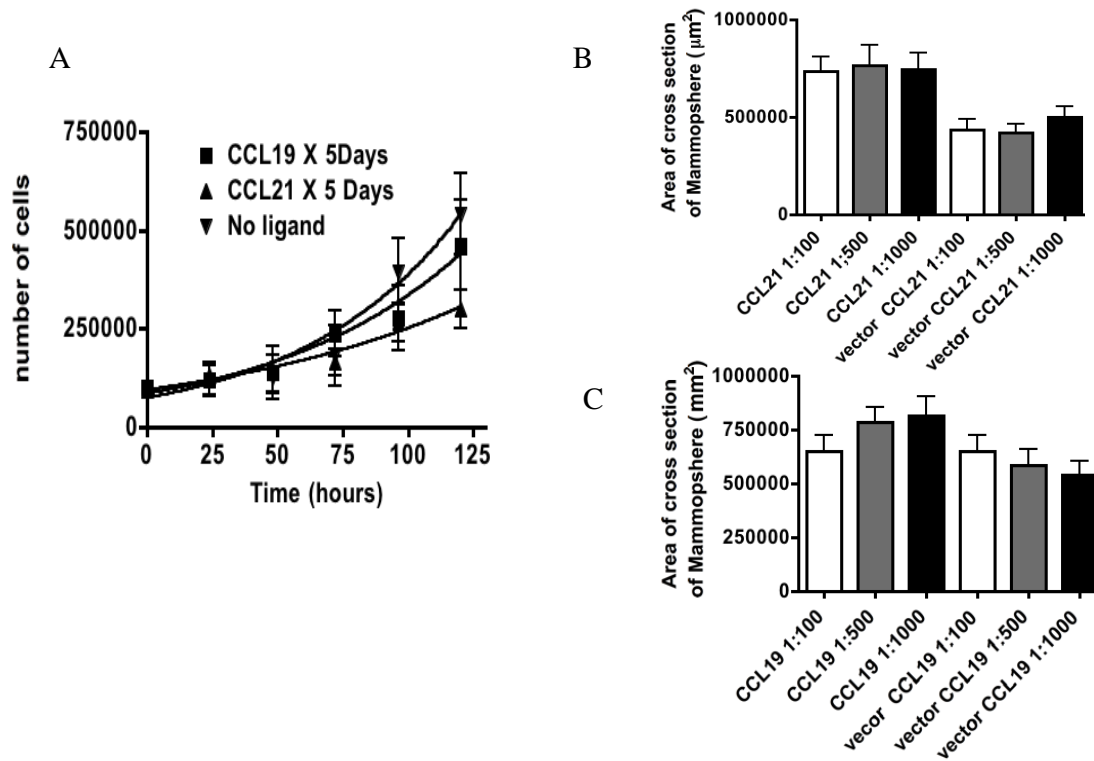 A
number of cells
750000
500000
250000
0
CCL19 X 5Days
CCL21 X 5 Days
No ligand
0 25 50 75 100 125
Time (hours)
B
Area of cross section
of Mammopshere ( μm²)
1000000
500000
0
CCL21 1:100
CCL21 1;500
CCL21 1:1000
vector CCL21 1:100
vector CCL21 1:500
vector CCL21 1:1000
C
Area of cross section
of Mammopshere ( mm²)
1000000
750000
500000
250000
0
CCL19 1:100
CCL19 1:500
CCL19 1:1000
vecor CCL19 1:100
vector CCL19 1:500
vector CCL19 1:1000